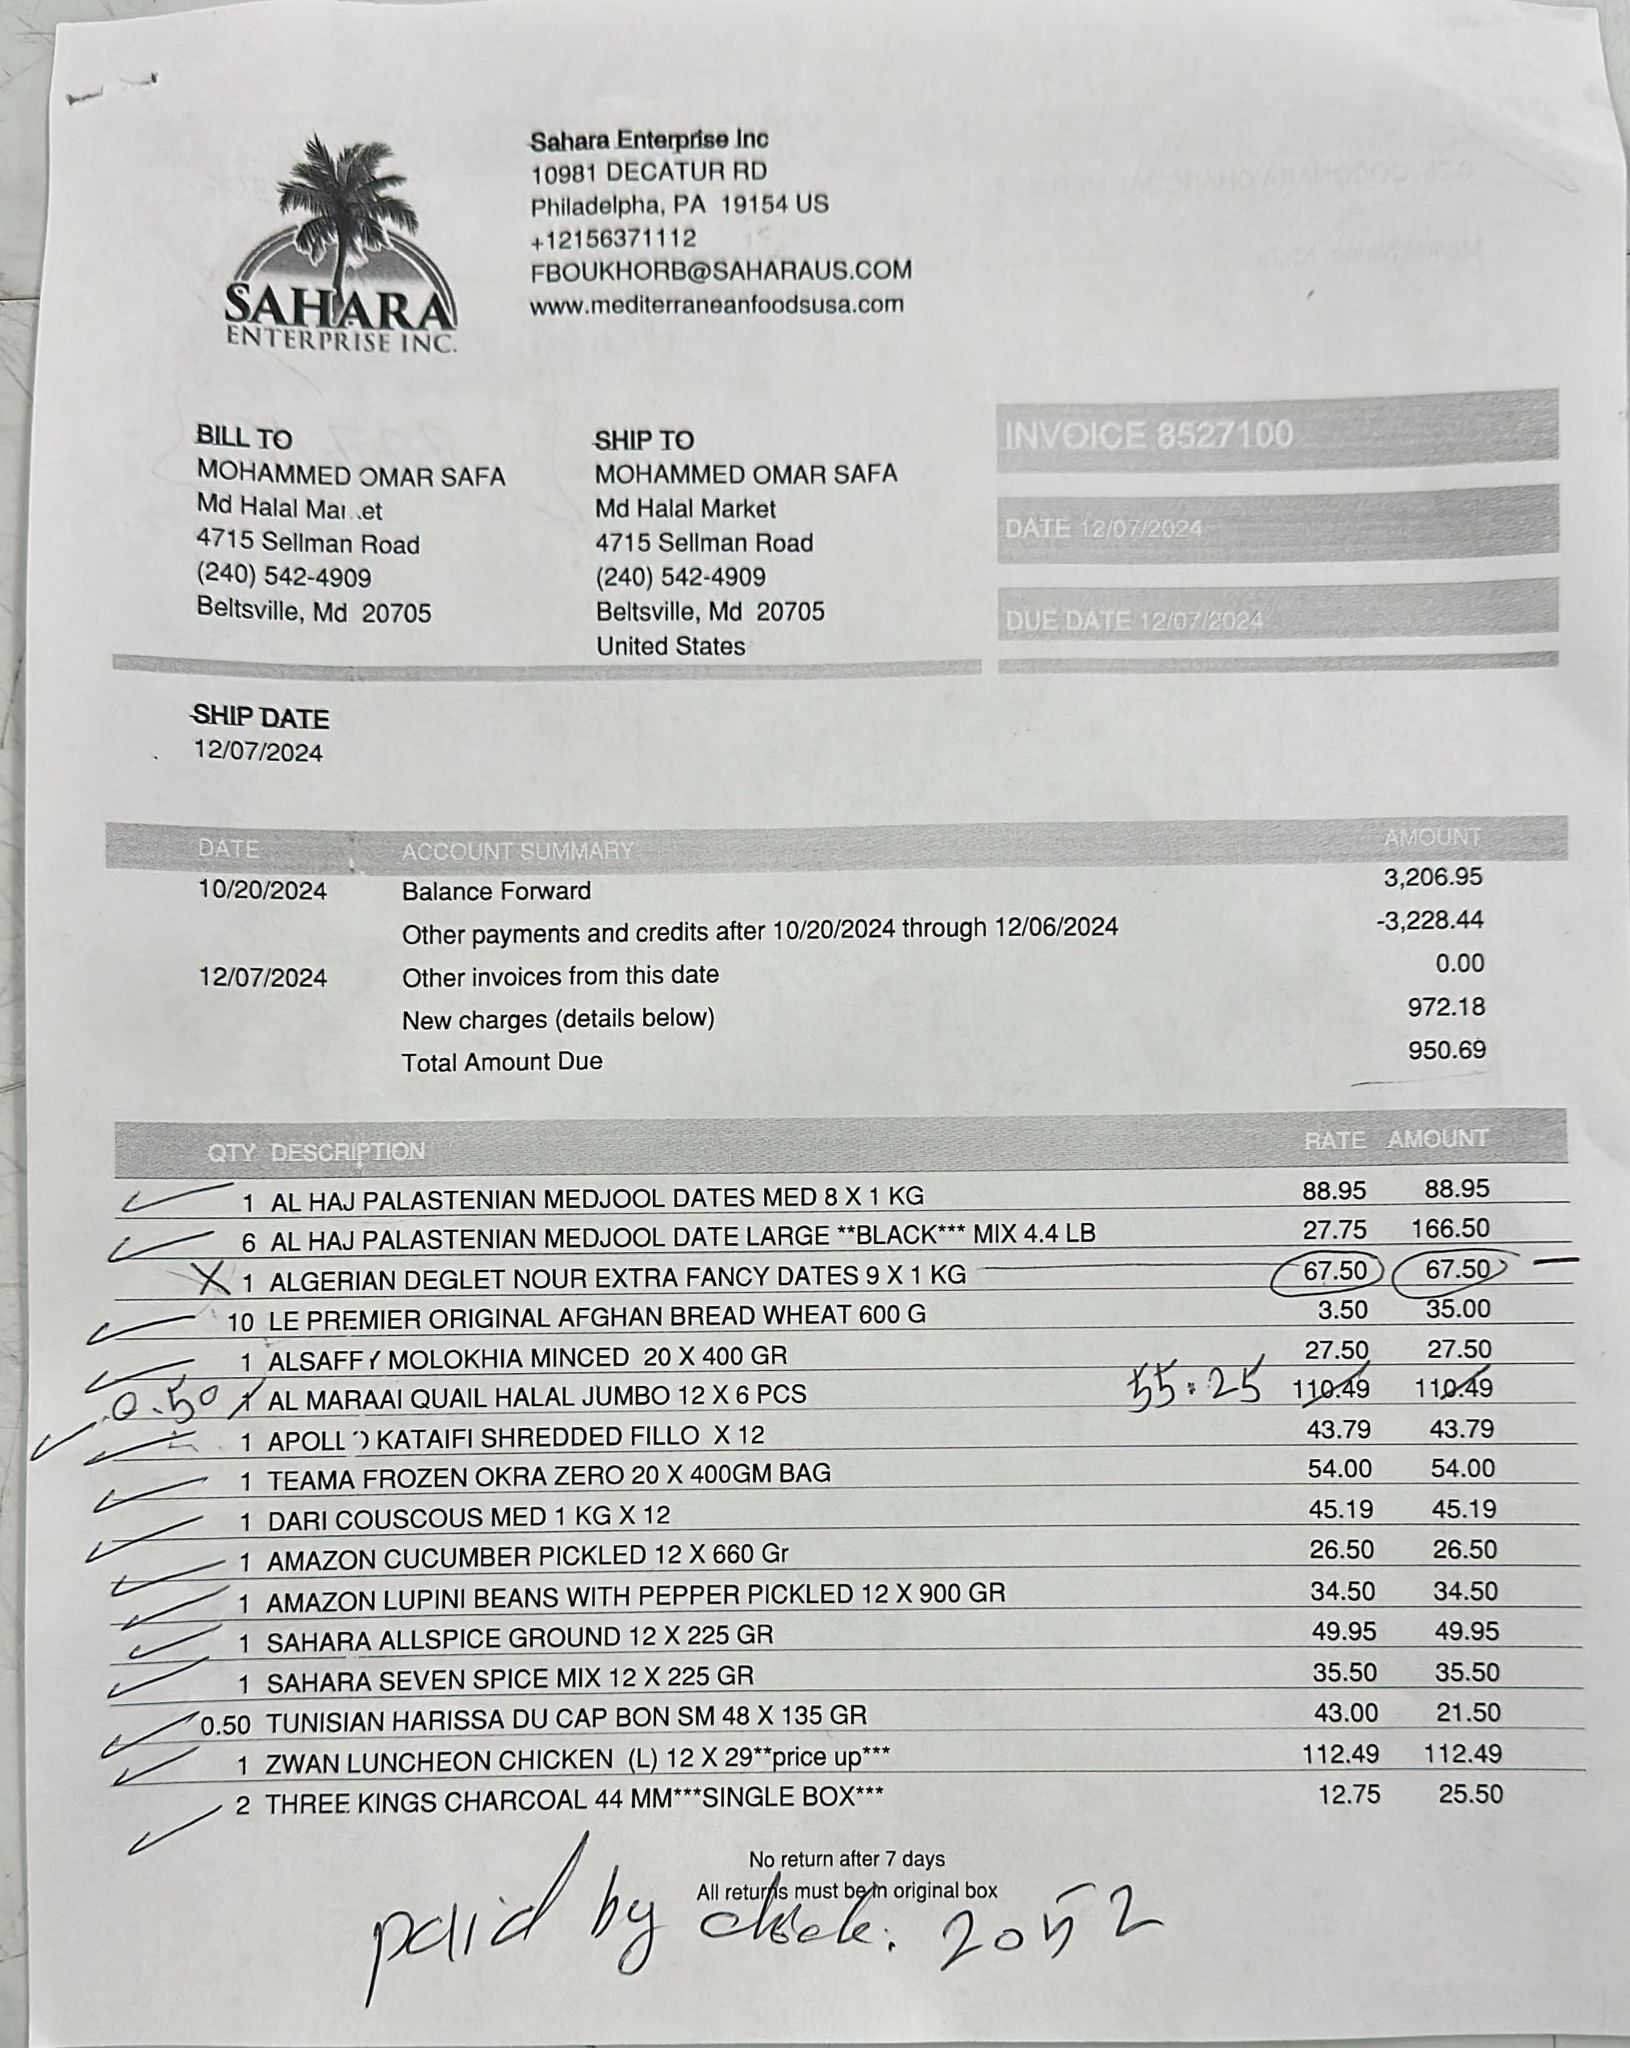 SAHARA
ENTERPRISE INC.
Sahara Enterprise Inc
10981 DECATUR RD
Philadelpha, PA 19154 US
+12156371112
FBOUKHORB@SAHARAUS.COM
www.mediterraneanfoodsusa.com
BILL TO
MOHAMMED OMAR SAFA
Md Halal
4715 Sellman Road
(240) 542-4909
Beltsville, Md 20705
SHIP TO
MOHAMMED OMAR SAFA
Md Halal Market
4715 Sellman Road
(240) 542-4909
Beltsville, Md 20705
United States
INVOICE 8527100
DATE 12/07/2024
DUE DATE 12/07/2024
SHIP DATE
12/07/2024
DATE ACCOUNT SUMMARY AMOUNT
10/20/2024 Balance Forward 3,206.95
Other payments and credits after 10/20/2024 through 12/06/2024 -3,228.44
12/07/2024 Other invoices from this date 0.00
New charges (details below) 972.18
Total Amount Due 950.69
QTY DESCRIPTION RATE AMOUNT
1 AL HAJ PALASTENIAN MEDJOOL DATES MED 8 X 1 KG 88.95 88.95
6 AL HAJ PALASTENIAN MEDJOOL DATE LARGE **BLACK*** MIX 4.4 LB 27.75 166.50
X 1 ALGERIAN DEGLET NOUR EXTRA FANCY DATES 9 X 1 KG 67.50 67.50 —
10 LE PREMIER ORIGINAL AFGHAN BREAD WHEAT 600 G 3.50 35.00
1 ALSAFFY MOLOKHIA MINCED 20 X 400 GR 27.50 27.50
0.50 1 AL MARAAI QUAIL HALAL JUMBO 12 X 6 PCS 55.25 110.49 110.49
1 APOLLO KATAIFI SHREDDED FILLO X 12 43.79 43.79
1 TEAMA FROZEN OKRA ZERO 20 X 400GM BAG 54.00 54.00
1 DARI COUSCOUS MED 1 KG X 12 45.19 45.19
1 AMAZON CUCUMBER PICKLED 12 X 660 Gr 26.50 26.50
1 AMAZON LUPINI BEANS WITH PEPPER PICKLED 12 X 900 GR 34.50 34.50
1 SAHARA ALLSPICE GROUND 12 X 225 GR 49.95 49.95
1 SAHARA SEVEN SPICE MIX 12 X 225 GR 35.50 35.50
0.50 TUNISIAN HARISSA DU CAP BON SM 48 X 135 GR 43.00 21.50
1 ZWAN LUNCHEON CHICKEN (L) 12 X 29**price up*** 112.49 112.49
2 THREE KINGS CHARCOAL 44 MM***SINGLE BOX*** 12.75 25.50
No return after 7 days
All returns must be in original box
paid by check: 2052